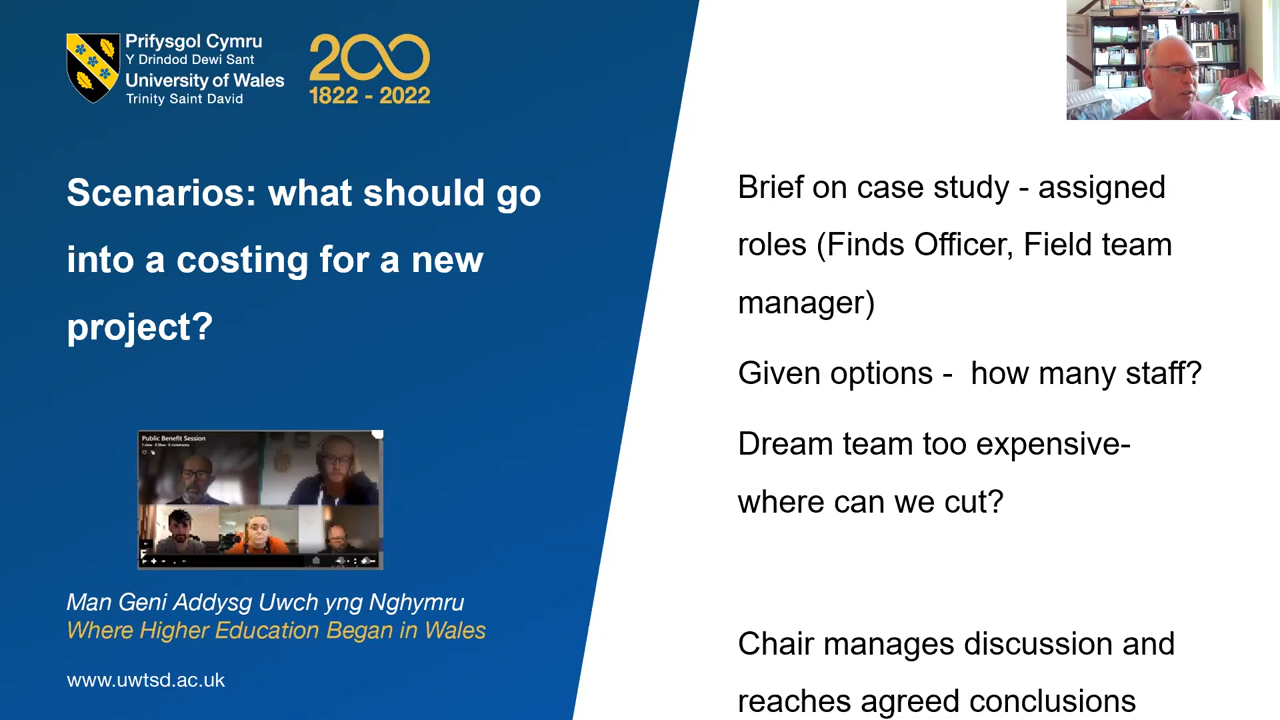 Prifysgol Cymru
Y Drindod Dewi Sant
University of Wales
Trinity Saint David
200
1822 - 2022
Scenarios: what should go
into a costing for a new
project?
Public Benefit Session
Man Geni Addysg Uwch yng Nghymru
Where Higher Education Began in Wales
www.uwtsd.ac.uk
Brief on case study - assigned
roles (Finds Officer, Field team
manager)
Given options - how many staff?
Dream team too expensive-
where can we cut?
Chair manages discussion and
reaches agreed conclusions